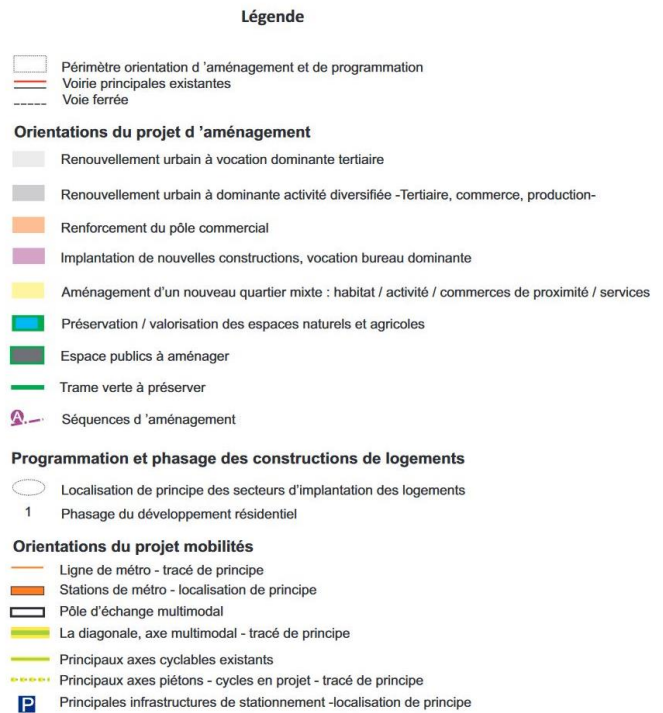 Légende
Périmètre orientation d 'aménagement et de programmation
Voirie principales existantes
Voie ferrée
Orientations du projet d 'aménagement
Renouvellement urbain à vocation dominante tertiaire
Renouvellement urbain à dominante activité diversifiée -Tertiaire, commerce, production-
Renforcement du pôle commercial
Implantation de nouvelles constructions, vocation bureau dominante
Aménagement d'un nouveau quartier mixte : habitat / activité / commerces de proximité / services
Préservation / valorisation des espaces naturels et agricoles
Espace publics à aménager
Trame verte à préserver
A Séquences d 'aménagement
Programmation et phasage des constructions de logements
Localisation de principe des secteurs d'implantation des logements
1 Phasage du développement résidentiel
Orientations du projet mobilités
Ligne de métro - tracé de principe
Stations de métro - localisation de principe
Pôle d'échange multimodal
La diagonale, axe multimodal - tracé de principe
Principaux axes cyclables existants
Principaux axes piétons - cycles en projet - tracé de principe
P Principales infrastructures de stationnement -localisation de principe